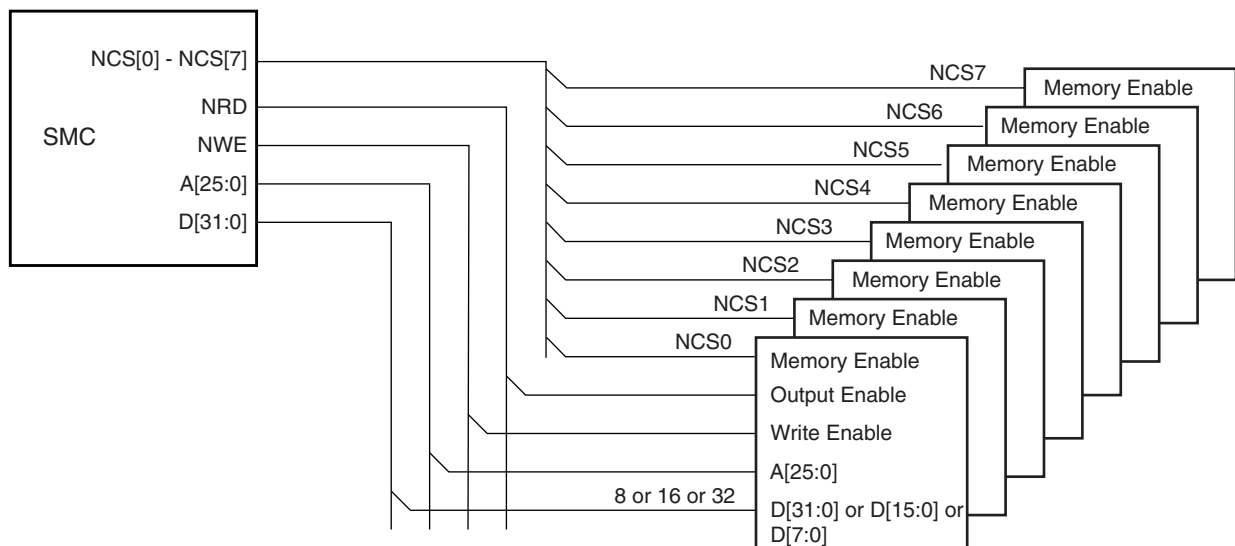 NCS[0] - NCS[7]
NRD
SMC
NWE
A[25:0]
D[31:0]
NCS7
Memory Enable
NCS6
Memory Enable
NCS5
Memory Enable
NCS4
Memory Enable
NCS3
Memory Enable
NCS2
Memory Enable
NCS1
Memory Enable
NCS0
Memory Enable
Output Enable
Write Enable
A[25:0]
8 or 16 or 32
D[31:0] or D[15:0] or
D[7:0]